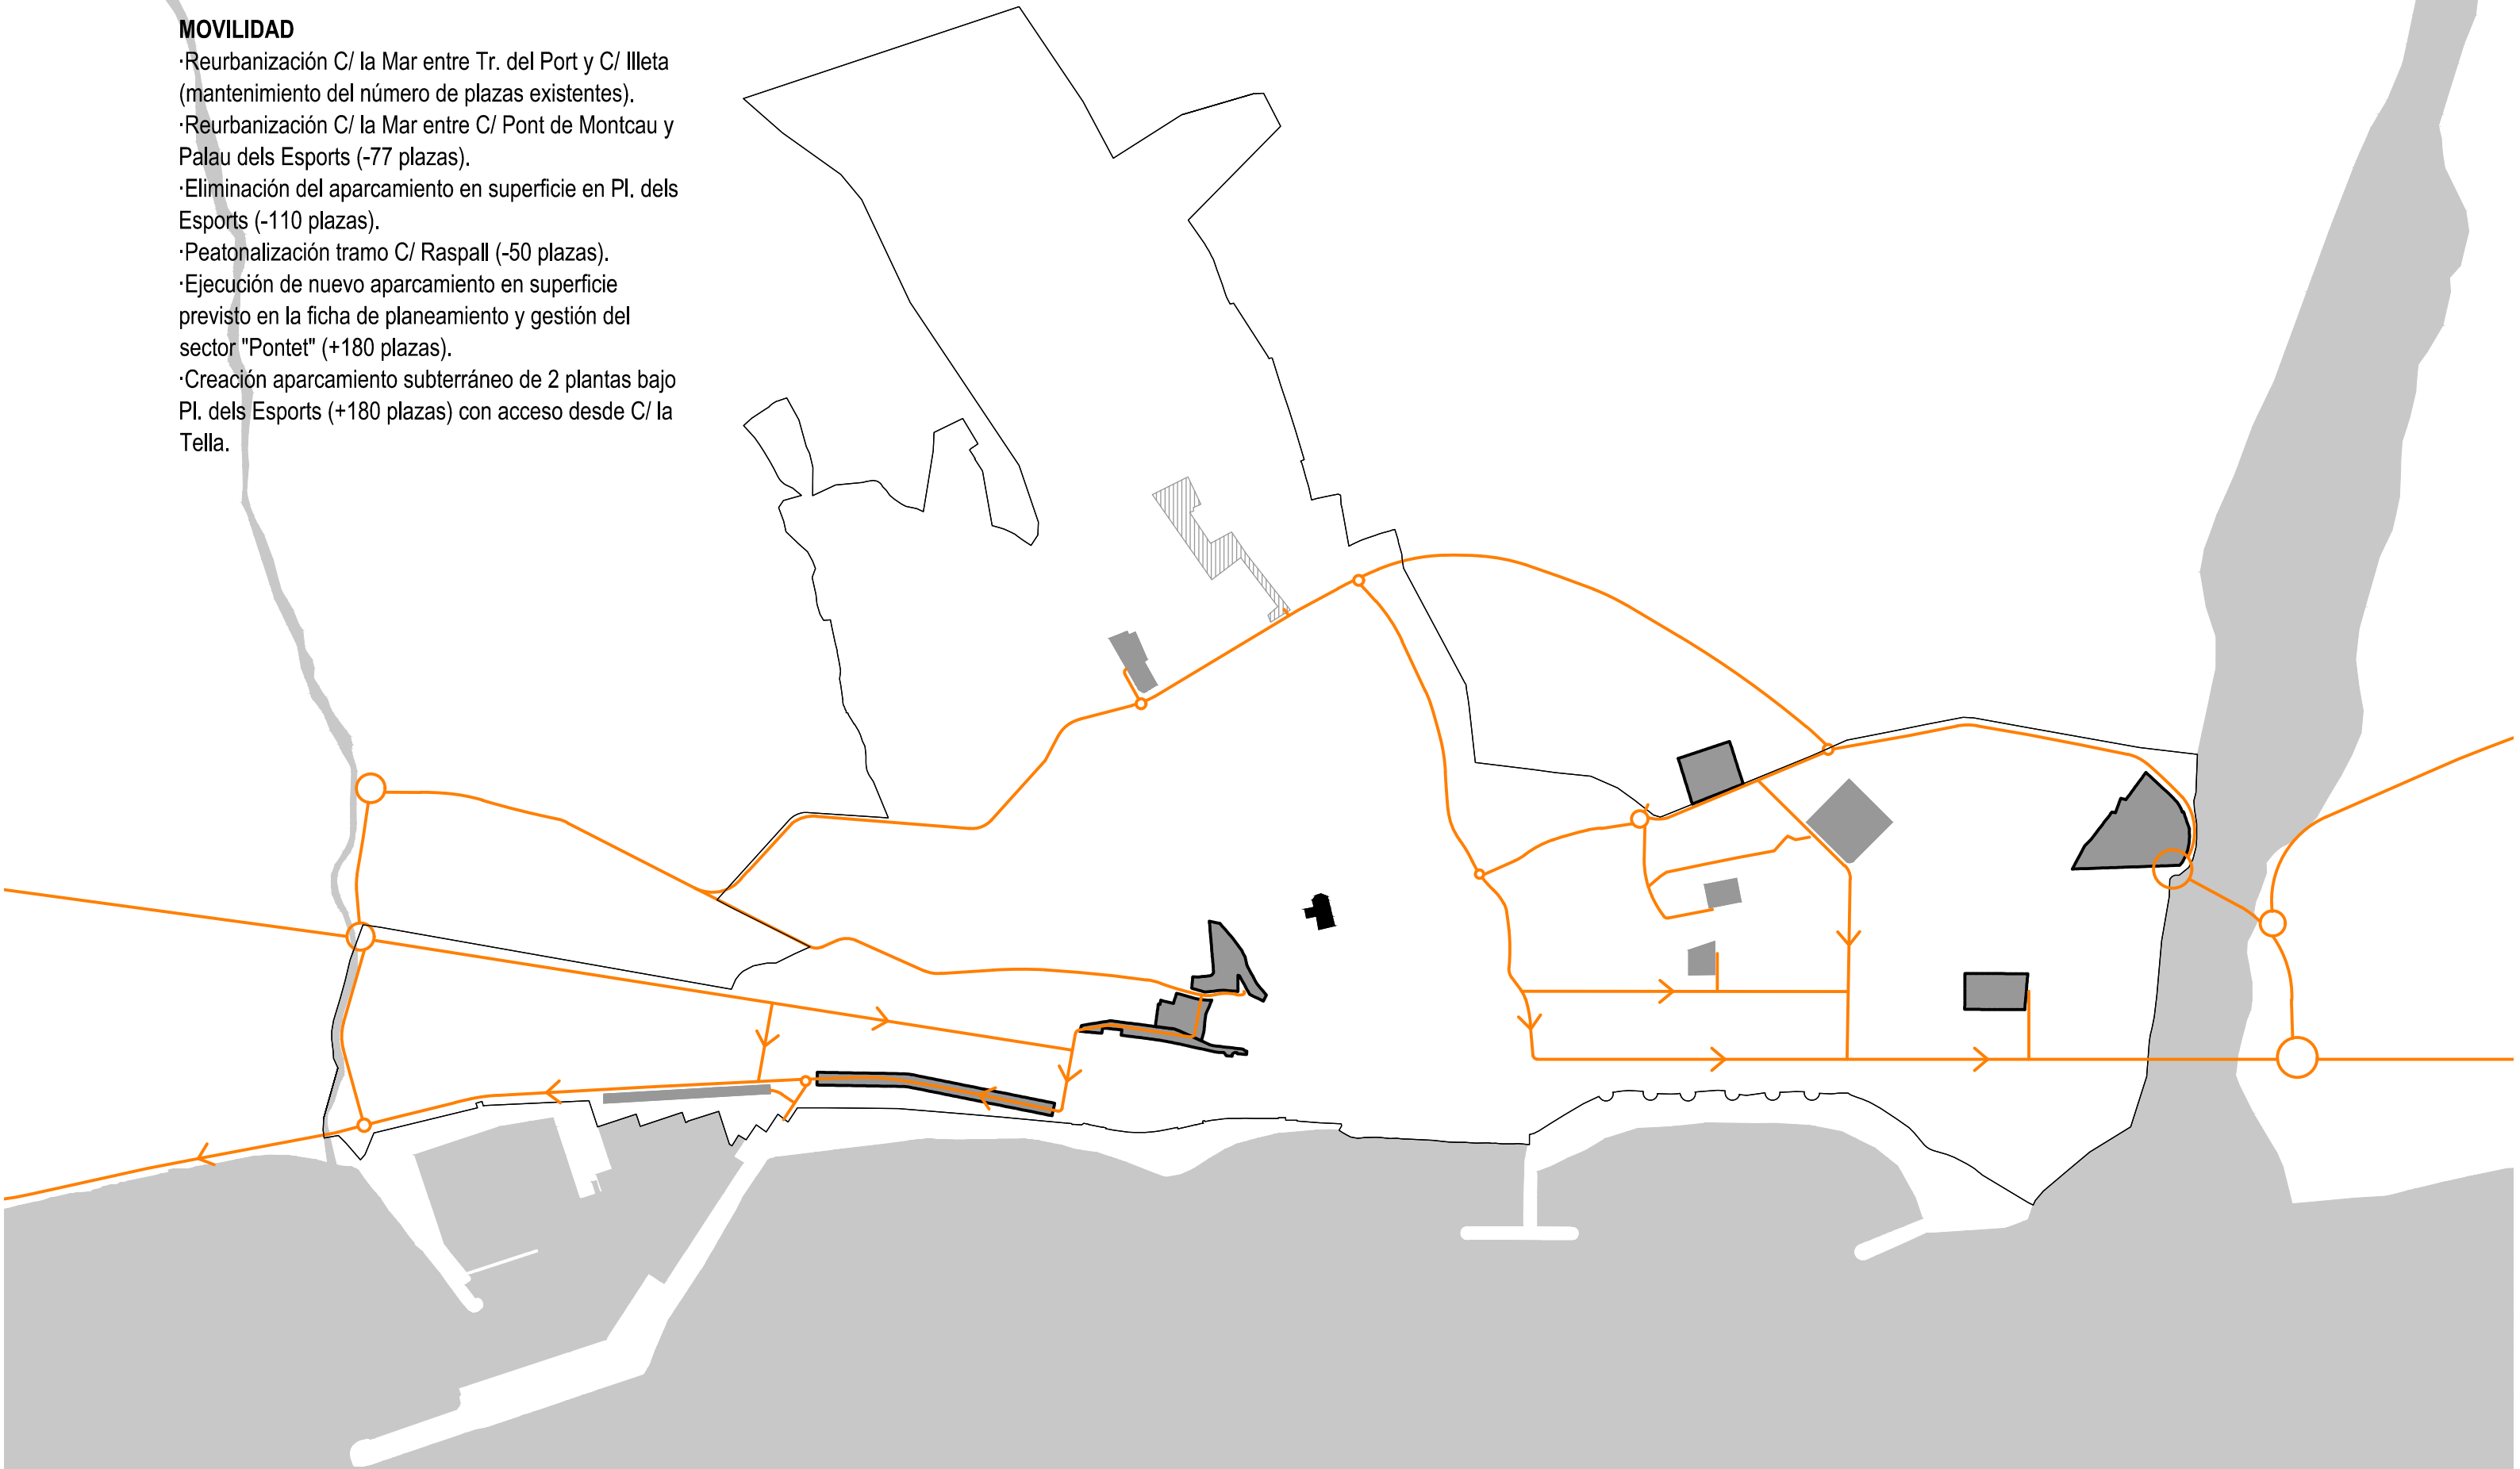 MOVILIDAD
·Reurbanización C/ la Mar entre Tr. del Port y C/ Illeta
(mantenimiento del número de plazas existentes).
·Reurbanización C/ la Mar entre C/ Pont de Montcau y
Palau dels Esports (-77 plazas).
·Eliminación del aparcamiento en superficie en Pl. dels
Esports (-110 plazas).
·Peatonalización tramo C/ Raspall (-50 plazas).
·Ejecución de nuevo aparcamiento en superficie
previsto en la ficha de planeamiento y gestión del
sector "Pontet" (+180 plazas).
·Creación aparcamiento subterráneo de 2 plantas bajo
Pl. dels Esports (+180 plazas) con acceso desde C/ la
Tella.